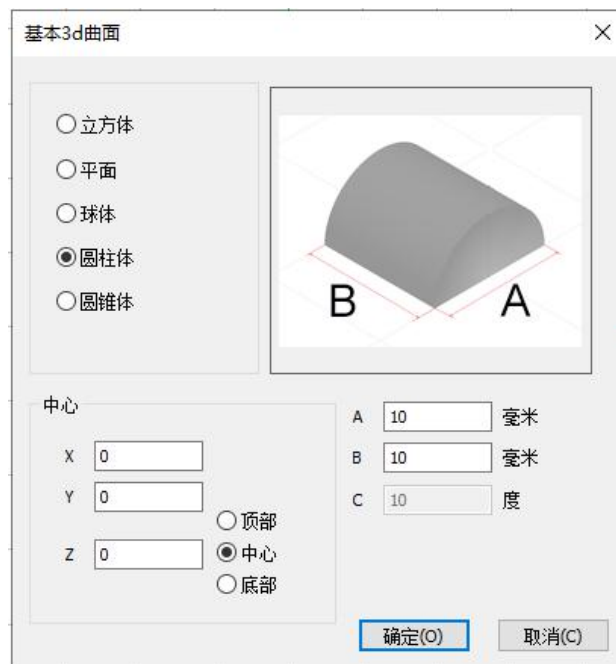 基本3d曲面
立方体
平面
球体
圆柱体
圆锥体
B A
中心
X 0
Y 0
顶部
Z 0 中心
底部
A 10 毫米
B 10 毫米
C 10 度
确定(O) 取消(C)